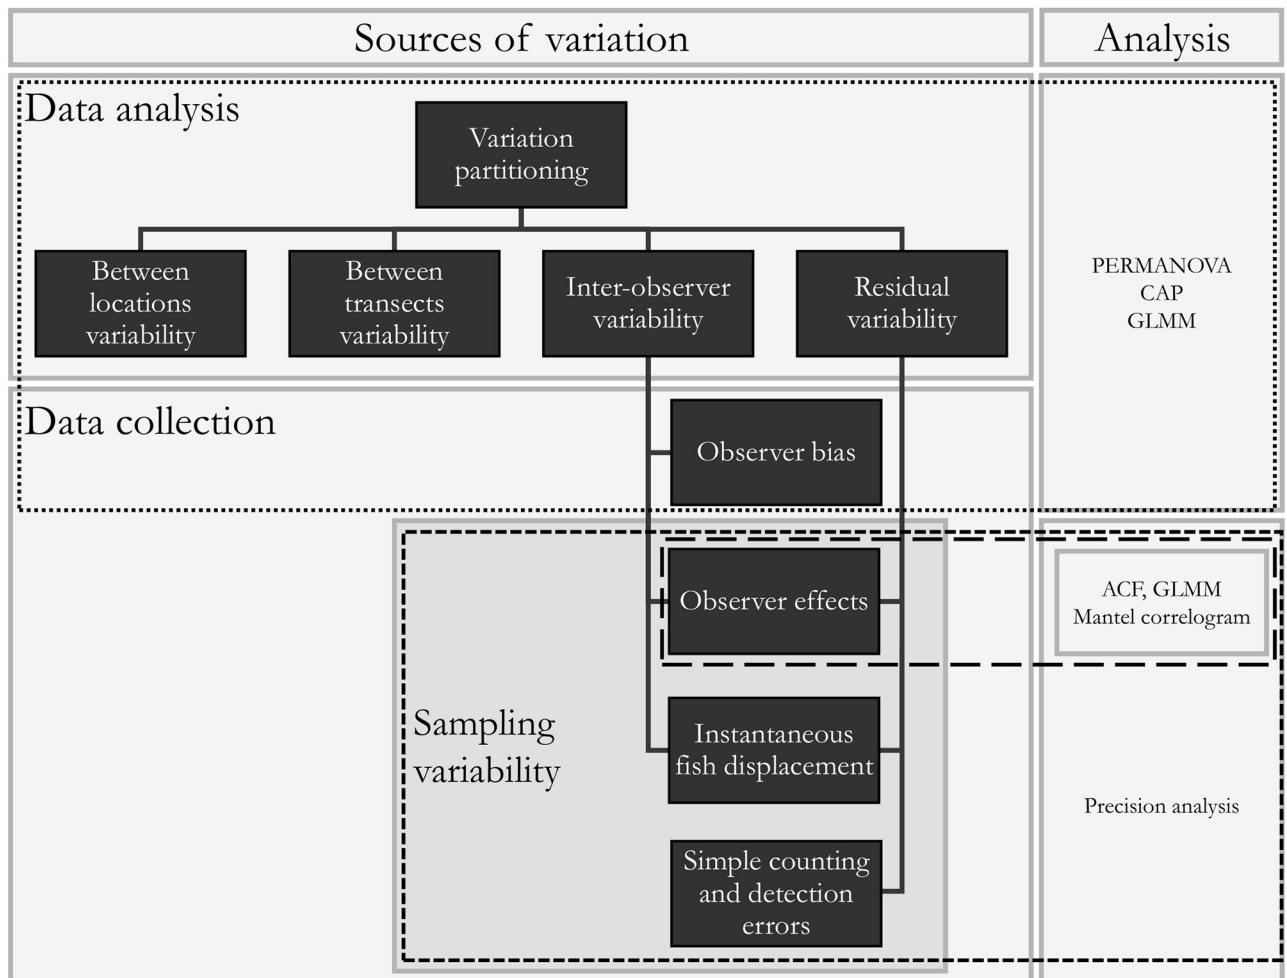 Sources of variation
Analysis
Data analysis
Variation
partitioning
Between
locations
variability
Between
transects
variability
Inter-observer
variability
Residual
variability
PERMANOVA
CAP
GLMM
Data collection
Observer bias
Observer effects
ACF, GLMM
Mantel correlogram
Sampling
variability
Instantaneous
fish displacement
Precision analysis
Simple counting
and detection
errors